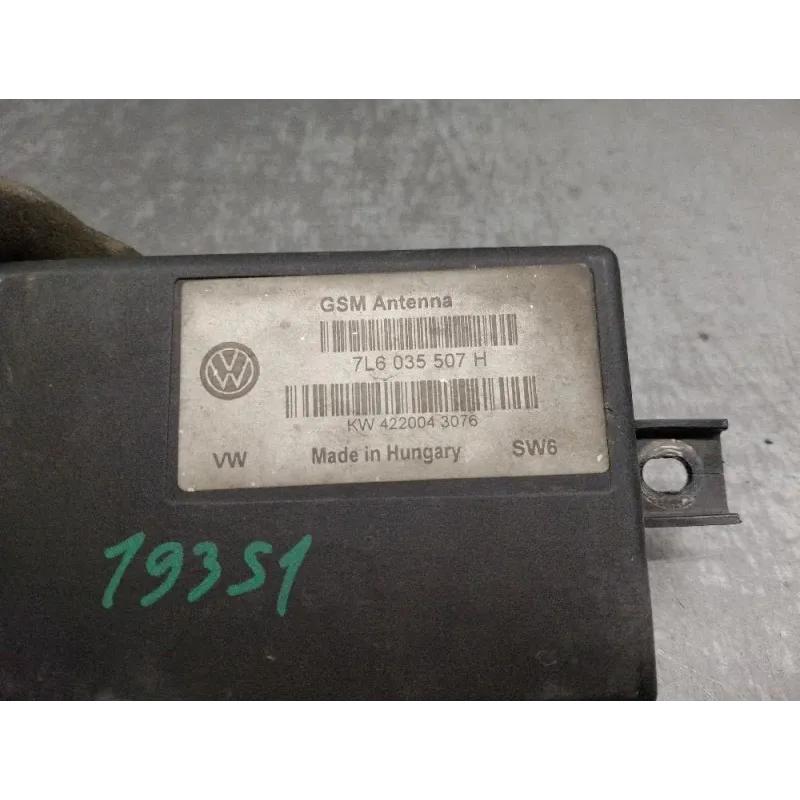 GSM Antenna
7L6 035 507 H
KW 422004 3076
VW Made in Hungary SW6
19351